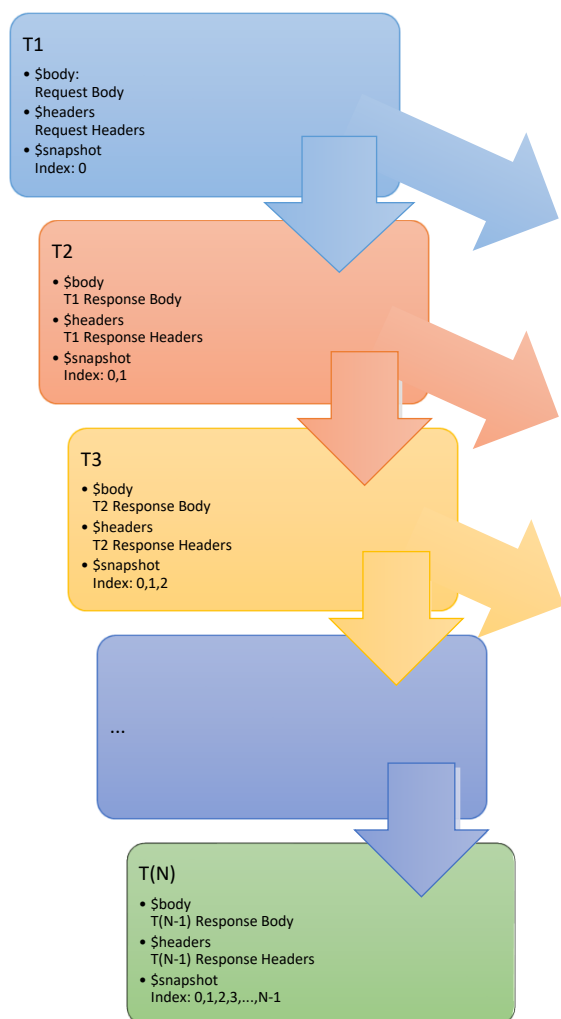 T1
• $body:
Request Body
• $headers
Request Headers
• $snapshot
Index: 0
T2
• $body
T1 Response Body
• $headers
T1 Response Headers
• $snapshot
Index: 0,1
T3
• $body
T2 Response Body
• $headers
T2 Response Headers
• $snapshot
Index: 0,1,2
...
T(N)
• $body
T(N-1) Response Body
• $headers
T(N-1) Response Headers
• $snapshot
Index: 0,1,2,3,...,N-1